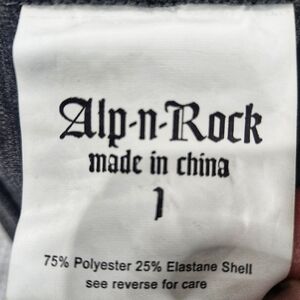 Alp-n-Rock
made in china
1
75% Polyester 25% Elastane Shell
see reverse for care